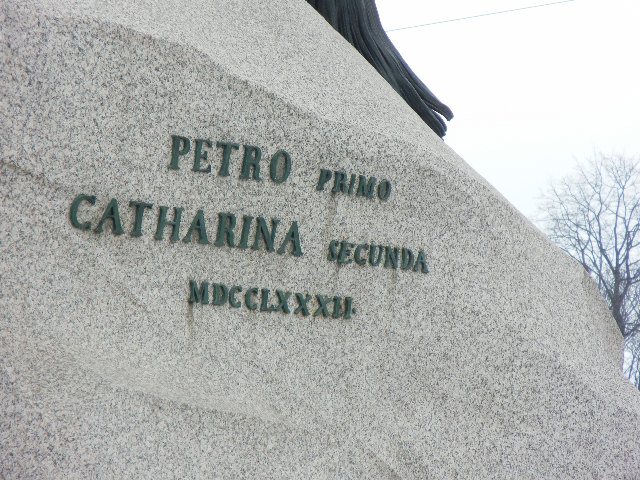 PETRO PRIMO
CATHARINA SECUNDA
MDCCLXXXII·